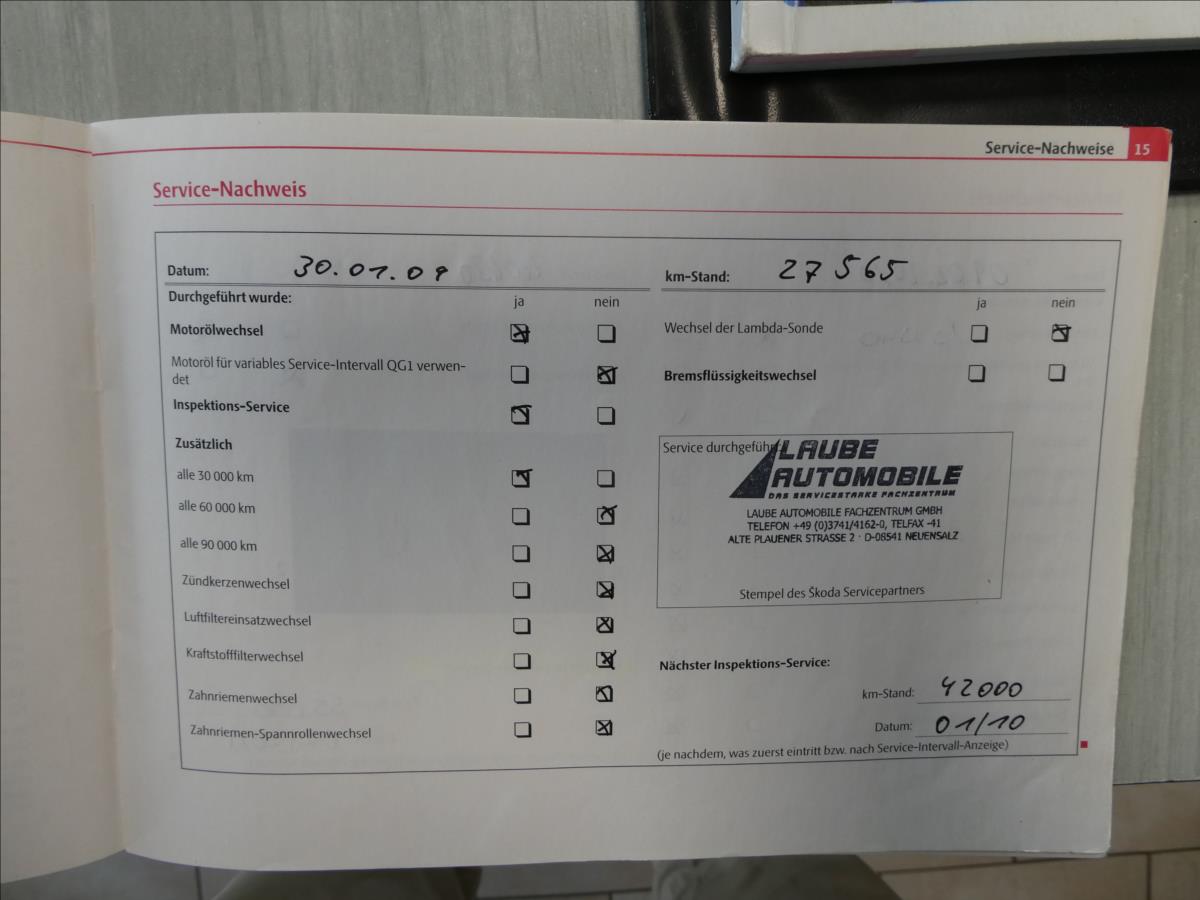 Service-Nachweise 15
Service-Nachweis
Datum: 30.01.09
km-Stand: 27 565
Durchgeführt wurde: ja nein
Motorölwechsel
Motoröl für variables Service-Intervall QG1 verwen-
det
Inspektions-Service
Zusätzlich
alle 30 000 km
alle 60 000 km
alle 90 000 km
Zündkerzenwechsel
Luftfiltereinsatzwechsel
Kraftstofffilterwechsel
Zahnriemenwechsel
Zahnriemen-Spannrollenwechsel
ja nein
Wechsel der Lambda-Sonde
Bremsflüssigkeitswechsel
Service durchgeführt
LAUBE
AUTOMOBILE
DAS SERVICESTARKE FACHZENTRUM
LAUBE AUTOMOBILE FACHZENTRUM GMBH
TELEFON +49 (0)3741/4162-0, TELFAX -41
ALTE PLAUENER STRASSE 2 · D-08541 NEUENSALZ
Stempel des Škoda Servicepartners
Nächster Inspektions-Service:
km-Stand: 42000
Datum: 01/10
(je nachdem, was zuerst eintritt bzw. nach Service-Intervall-Anzeige)